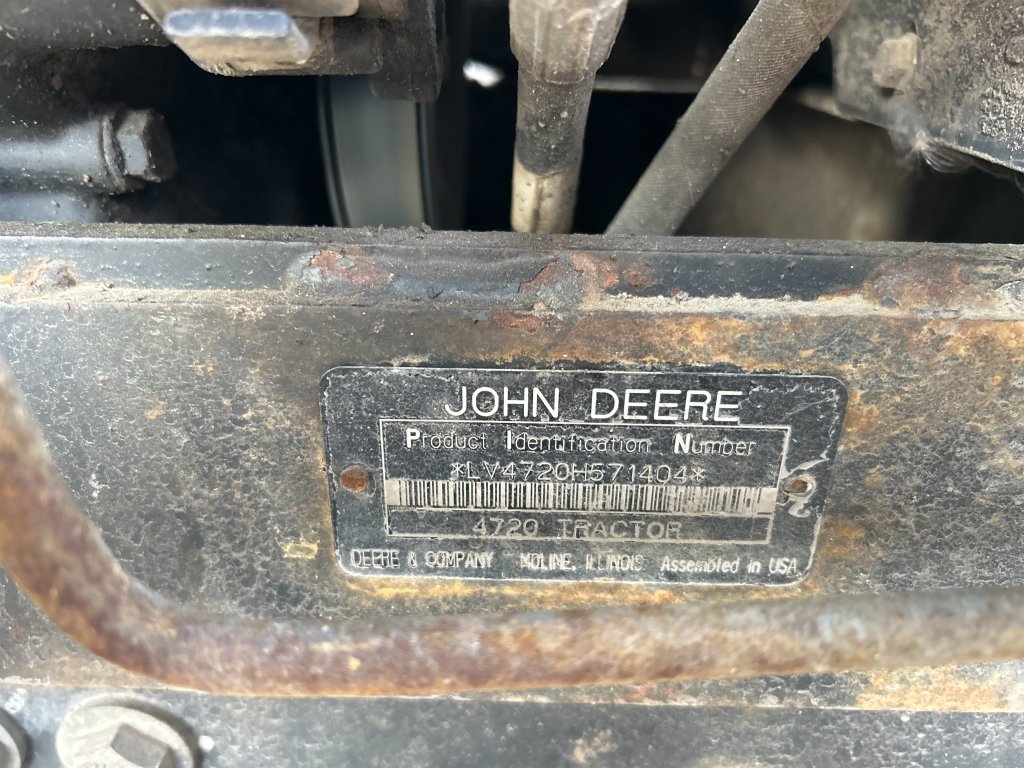 JOHN DEERE
Product Identification Number
*LV4720H571404*
4720 TRACTOR
DEERE & COMPANY MOLINE, ILLINOIS Assembled in USA